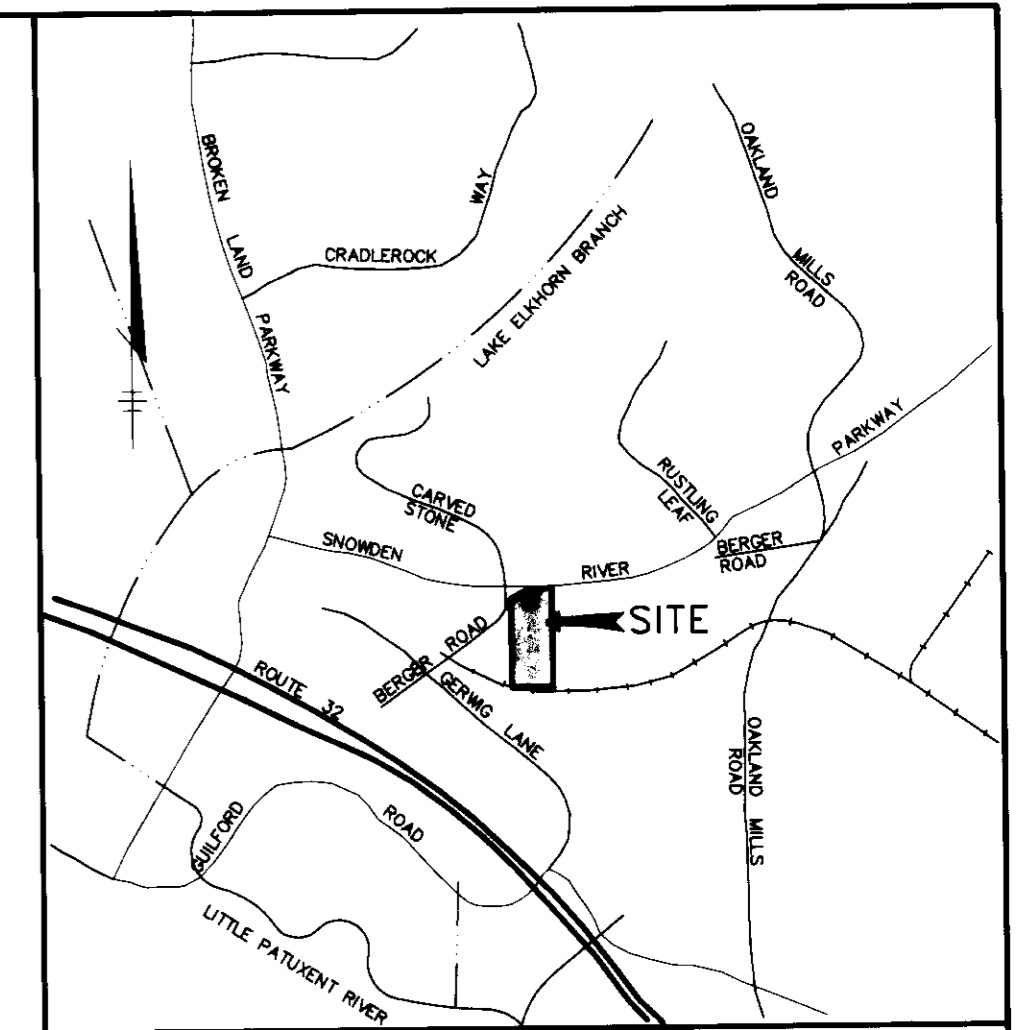 BROKEN LAND PARKWAY
CRADLEROCK WAY
LAKE ELKHORN BRANCH
OAKLAND MILLS ROAD
CARVED STONE
RUSTLING LEAF
SNOWDEN RIVER PARKWAY
BERGER ROAD
BERGER ROAD
SITE
GERWIG LANE
ROUTE 32
OAKLAND MILLS ROAD
GUILFORD ROAD
LITTLE PATUXENT RIVER